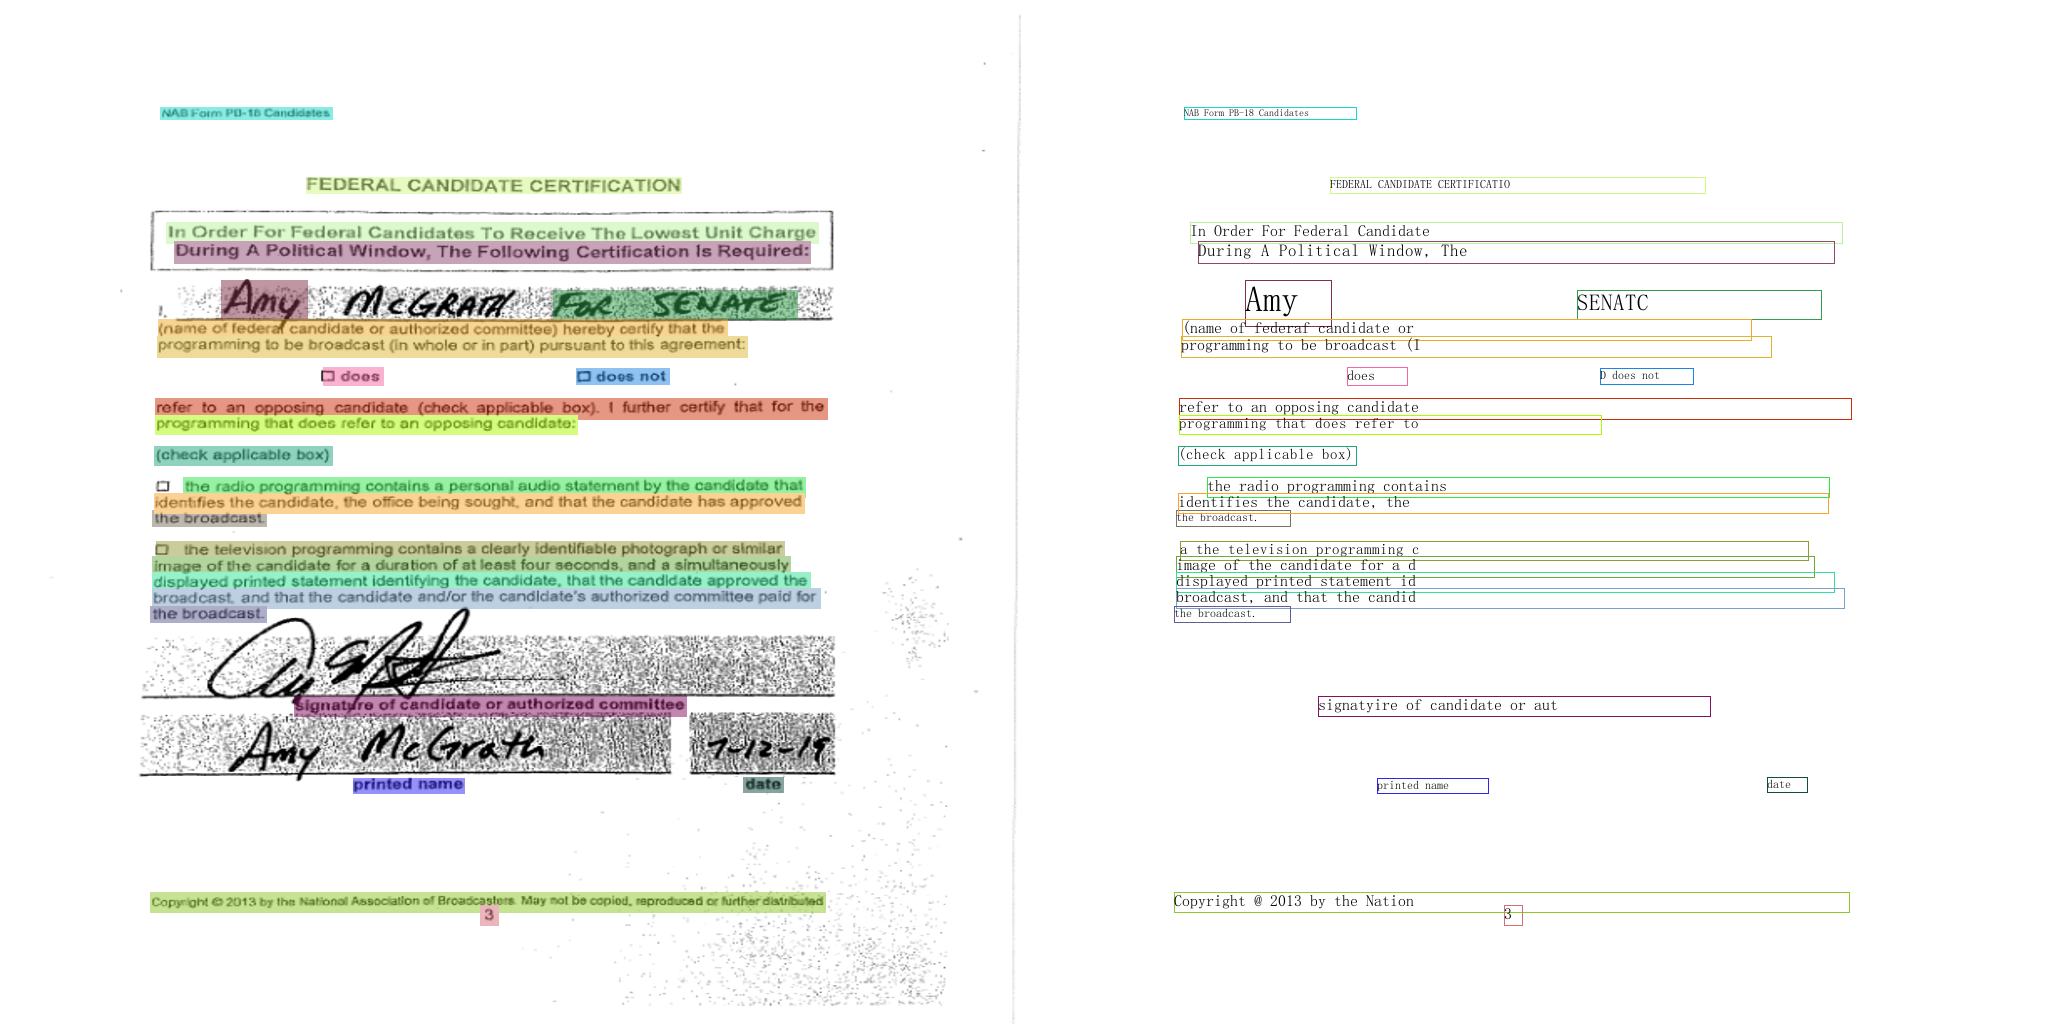 NAB Form PB-18 Candidates
FEDERAL CANDIDATE CERTIFICATION
In Order For Federal Candidates To Receive The Lowest Unit Charge
During A Political Window, The Following Certification Is Required:
I, Amy McGRATH FOR SENATE
(name of federal candidate or authorized committee) hereby certify that the
programming to be broadcast (in whole or in part) pursuant to this agreement:
☐ does ☐ does not
refer to an opposing candidate (check applicable box). I further certify that for the
programming that does refer to an opposing candidate:
(check applicable box)
☐ the radio programming contains a personal audio statement by the candidate that
identifies the candidate, the office being sought, and that the candidate has approved
the broadcast.
☐ the television programming contains a clearly identifiable photograph or similar
image of the candidate for a duration of at least four seconds, and a simultaneously
displayed printed statement identifying the candidate, that the candidate approved the
broadcast, and that the candidate and/or the candidate's authorized committee paid for
the broadcast.
signature of candidate or authorized committee
Amy McGrath 7-12-19
printed name date
Copyright © 2013 by the National Association of Broadcasters. May not be copied, reproduced or further distributed
3
NAB Form PB-18 Candidates
FEDERAL CANDIDATE CERTIFICATIO
In Order For Federal Candidate
During A Political Window, The
Amy SENATC
(name of federaf candidate or
programming to be broadcast (I
does D does not
refer to an opposing candidate
programming that does refer to
(check applicable box)
the radio programming contains
identifies the candidate, the
the broadcast.
a the television programming c
image of the candidate for a d
displayed printed statement id
broadcast, and that the candid
the broadcast.
signatyire of candidate or aut
printed name date
Copyright @ 2013 by the Nation
3